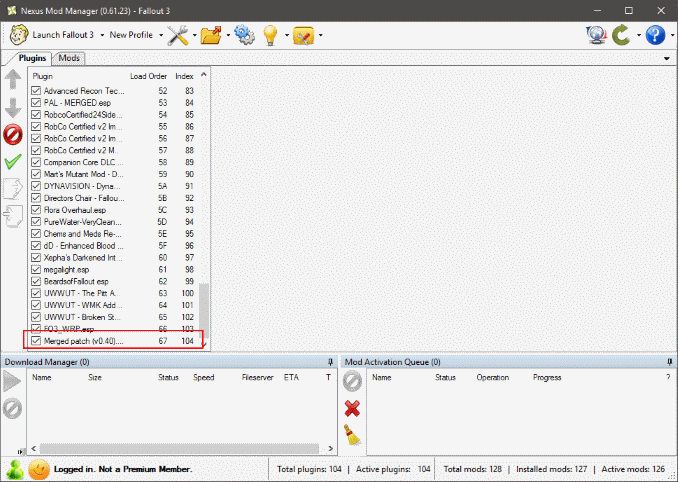 Nexus Mod Manager (0.61.23) - Fallout 3
Launch Fallout 3 New Profile
Plugins Mods
Plugin Load Order Index
Advanced Recon Tec... 52 83
PAL - MERGED.esp 53 84
RobcoCertified24Side... 54 85
RobCo Certified v2 Im... 55 86
RobCo Certified v2 Im... 56 87
RobCo Certified v2 M... 57 88
Companion Core DLC ... 58 89
Mart's Mutant Mod - D... 59 90
DYNAVISION - Dyna... 5A 91
Directors Chair - Fallou... 5B 92
Flora Overhaul.esp 5C 93
PureWater-VeryClean... 5D 94
Chems and Meds Re-... 5E 95
dD - Enhanced Blood ... 5F 96
Xepha's Darkened Int... 60 97
megalight.esp 61 98
BeardsofFallout esp 62 99
UWWUT - The Pitt A... 63 100
UWWUT - WMK Add... 64 101
UWWUT - Broken St... 65 102
FO3_WRP.esp 66 103
Merged patch (v0.40).... 67 104
Download Manager (0) Mod Activation Queue (0)
Name Size Status Speed Fileserver ETA T Name Status Operation Progress ?
Logged in. Not a Premium Member. Total plugins: 104 | Active plugins: 104 Total mods: 128 | Installed mods: 127 | Active mods: 126